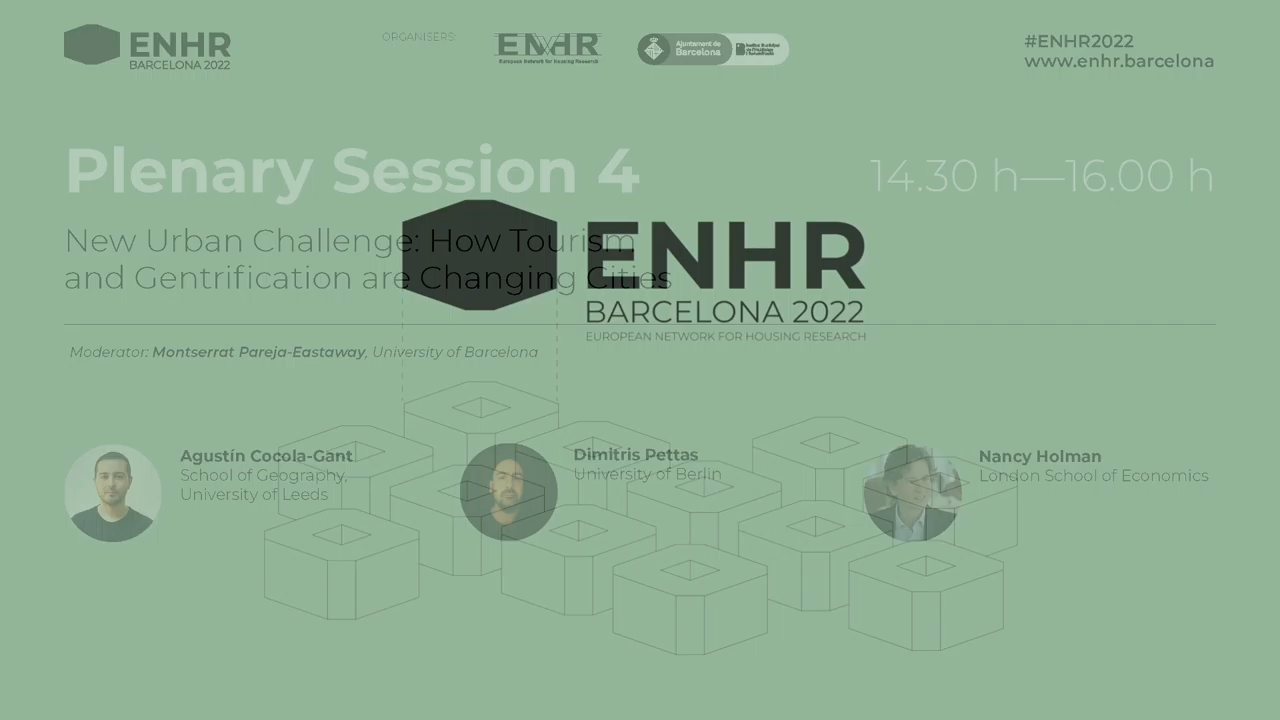 ENHR
BARCELONA 2022
ORGANISERS:
ENHR
European Network for Housing Research
Ajuntament de
Barcelona
#ENHR2022
www.enhr.barcelona
Plenary Session 4
14.30 h—16.00 h
New Urban Challenge: How Tourism
and Gentrification are Changing Cities
ENHR
BARCELONA 2022
EUROPEAN NETWORK FOR HOUSING RESEARCH
Moderator: Montserrat Pareja-Eastaway, University of Barcelona
Agustín Cocola-Gant
School of Geography,
University of Leeds
Dimitris Pettas
University of Berlin
Nancy Holman
London School of Economics